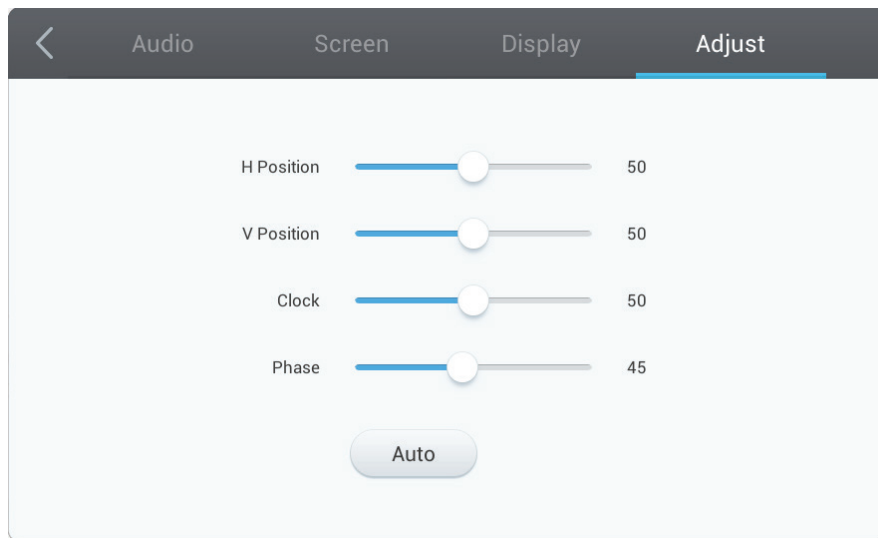 Audio Screen Display Adjust
H Position 50
V Position 50
Clock 50
Phase 45
Auto